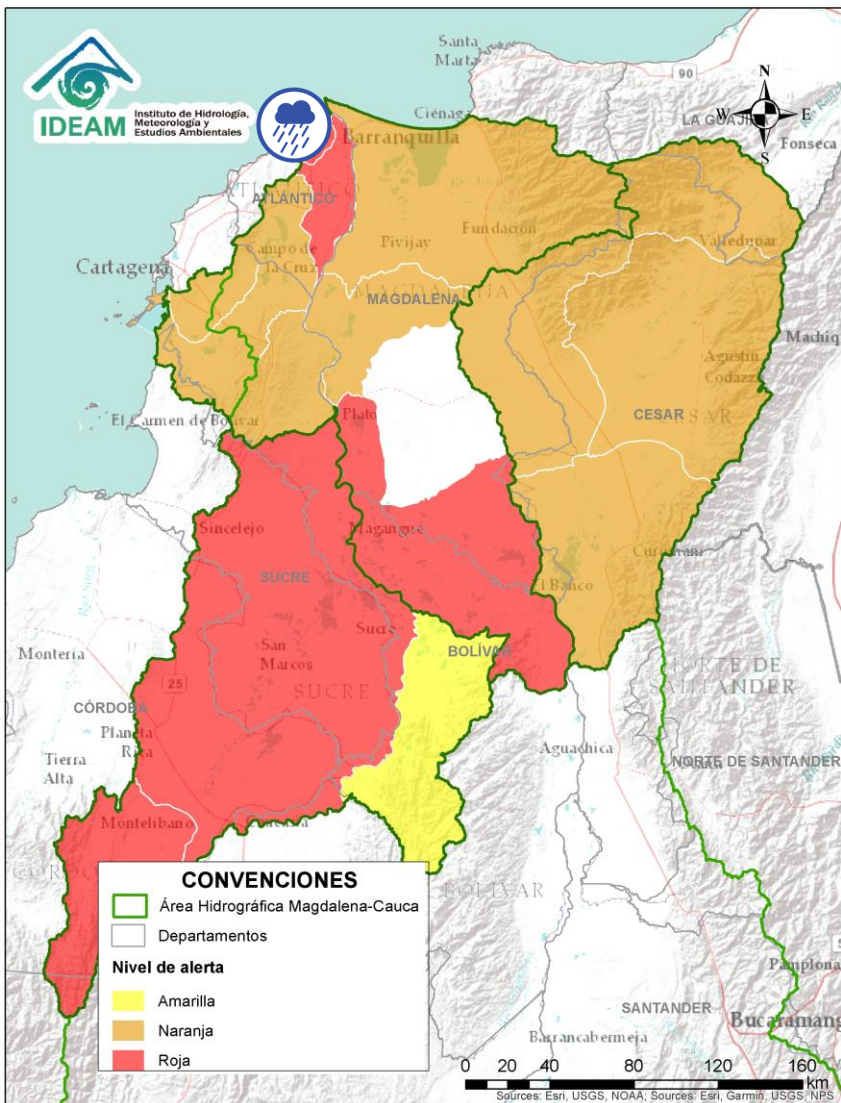 Santa
Marta
90
N
W
E
S
IDEAM
Instituto de Hidrología,
Meteorología y
Estudios Ambientales
Ciénaga
LA GUAJI
Fonseca
Barranquilla
ATLÁNTICO
Campo de
la Cruz
Pivijay
Fundación
Valledupar
Cartagena
MAGDALENA
Machiq
Agustín
Codazzi
El Carmen de Bolívar
Plato
CESAR
Sincelejo
Magangué
SUCRE
El Banco
Sucre
San
Marcos
BOLÍVAR
Montería
SUCRE
NORTE DE
SANTANDER
25
CÓRDOBA
Planeta
Rica
Tierra
Alta
Aguachica
NORTE DE SANTANDER
Montelíbano
BOLÍVAR
CONVENCIONES
Área Hidrográfica Magdalena-Cauca
Departamentos
Nivel de alerta
Amarilla
Naranja
Roja
Pamplona
SANTANDER
Bucaramang
Barrancabermeja
0 20 40 80 120 160
km
Sources: Esri, USGS, NOAA; Sources: Esri, Garmin, USGS, NPS